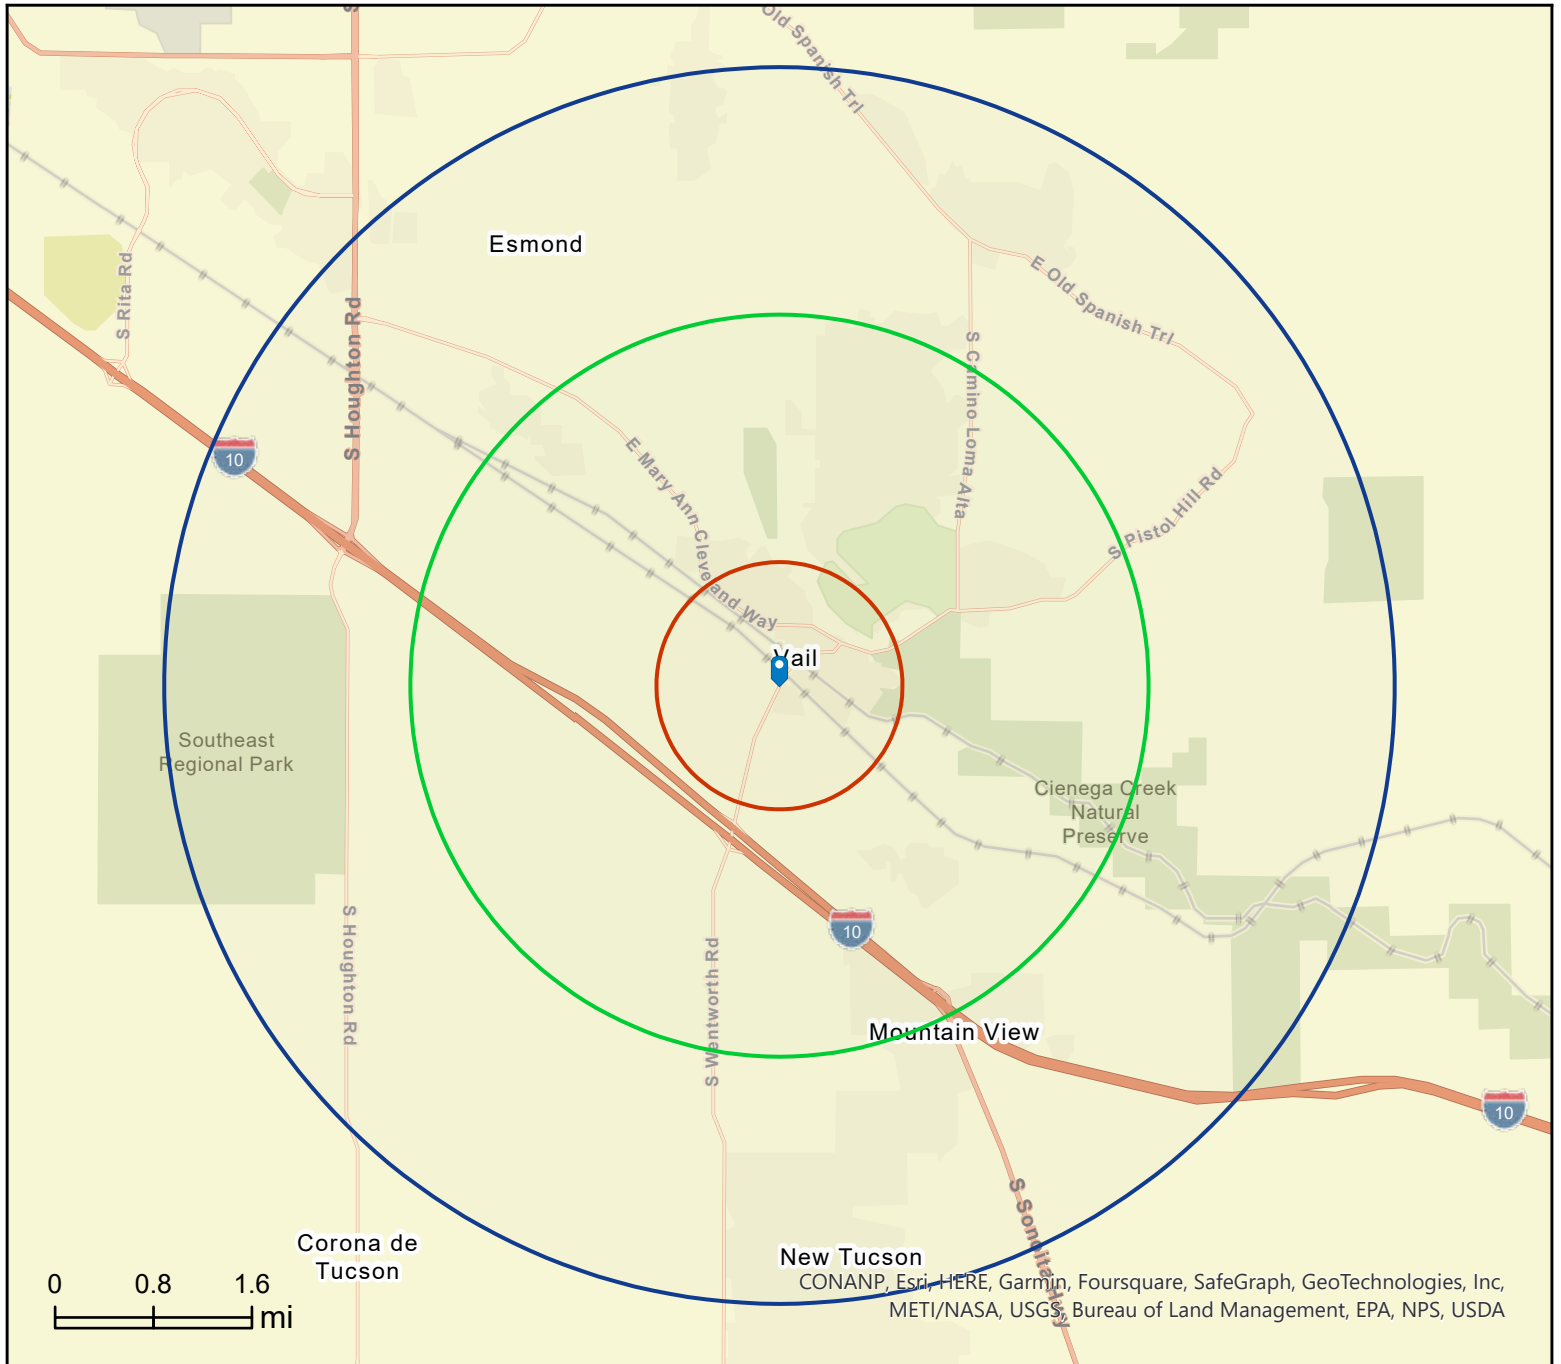 S
Old Spanish Trl
Esmond
S Rita Rd
S Houghton Rd
E Old Spanish Trl
S Camino Loma Alta
10
E Mary Ann Cleveland Way
S Pistol Hill Rd
Vail
Southeast
Regional Park
Cienega Creek
Natural
Preserve
10
S Houghton Rd
S Wentworth Rd
Mountain View
10
S Sonoita Hwy
Corona de
Tucson
New Tucson
0 0.8 1.6
mi
CONANP, Esri, HERE, Garmin, Foursquare, SafeGraph, GeoTechnologies, Inc,
METI/NASA, USGS, Bureau of Land Management, EPA, NPS, USDA